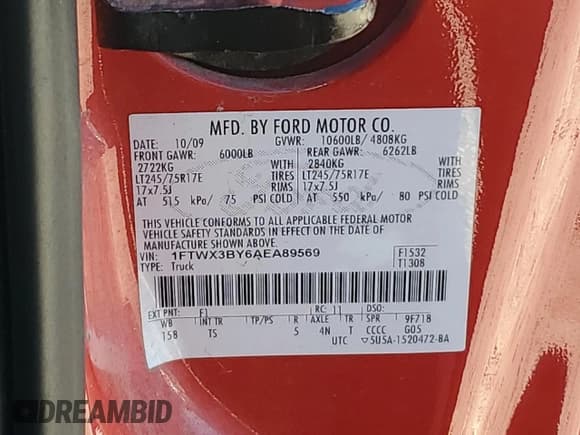 MFD. BY FORD MOTOR CO.
DATE: 10/09 GVWR: 10600LB/ 4808KG
FRONT GAWR: 6000LB REAR GAWR: 6262LB
2722KG WITH 2840KG WITH
LT245/75R17E TIRES LT245/75R17E TIRES
17x7.5J RIMS 17x7.5J RIMS
AT 515 kPa/ 75 PSI COLD AT 550 kPa/ 80 PSI COLD
THIS VEHICLE CONFORMS TO ALL APPLICABLE FEDERAL MOTOR
VEHICLE SAFETY STANDARDS IN EFFECT ON THE DATE OF
MANUFACTURE SHOWN ABOVE.
VIN: 1FTWX3BY6AEA89569 F1532
TYPE: Truck T1308
EXT PNT: F1 RC: 11 DSO:
WB INT TR TP/PS R AXLE TR SPR 9F718
158 TS 5 4N T CCCC G05
UTC ▽5U5A-1520472-BA
DREAMBID